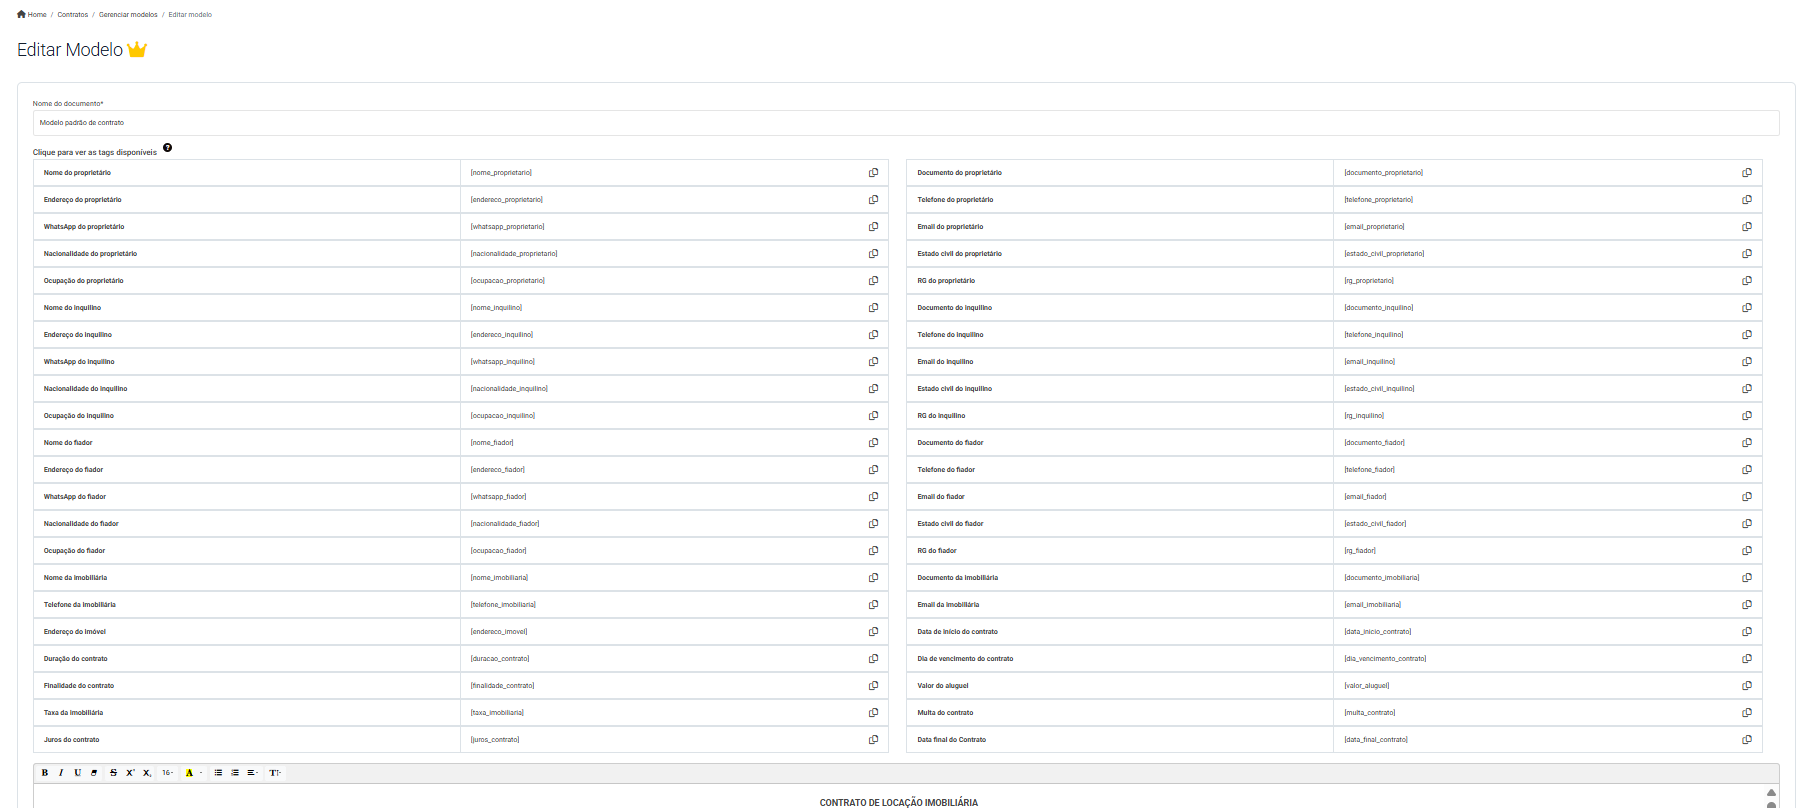 Home / Contratos / Gerenciar modelos / Editar modelo
Editar Modelo
Nome do documento*
Modelo padrão de contrato
Clique para ver as tags disponíveis ?
Nome do proprietário [nome_proprietario] Documento do proprietário [documento_proprietario]
Endereço do proprietário [endereco_proprietario] Telefone do proprietário [telefone_proprietario]
WhatsApp do proprietário [whatsapp_proprietario] Email do proprietário [email_proprietario]
Nacionalidade do proprietário [nacionalidade_proprietario] Estado civil do proprietário [estado_civil_proprietario]
Ocupação do proprietário [ocupacao_proprietario] RG do proprietário [rg_proprietario]
Nome do inquilino [nome_inquilino] Documento do inquilino [documento_inquilino]
Endereço do inquilino [endereco_inquilino] Telefone do inquilino [telefone_inquilino]
WhatsApp do inquilino [whatsapp_inquilino] Email do inquilino [email_inquilino]
Nacionalidade do inquilino [nacionalidade_inquilino] Estado civil do inquilino [estado_civil_inquilino]
Ocupação do inquilino [ocupacao_inquilino] RG do inquilino [rg_inquilino]
Nome do fiador [nome_fiador] Documento do fiador [documento_fiador]
Endereço do fiador [endereco_fiador] Telefone do fiador [telefone_fiador]
WhatsApp do fiador [whatsapp_fiador] Email do fiador [email_fiador]
Nacionalidade do fiador [nacionalidade_fiador] Estado civil do fiador [estado_civil_fiador]
Ocupação do fiador [ocupacao_fiador] RG do fiador [rg_fiador]
Nome da imobiliária [nome_imobiliaria] Documento da imobiliária [documento_imobiliaria]
Telefone da imobiliária [telefone_imobiliaria] Email da imobiliária [email_imobiliaria]
Endereço do imóvel [endereco_imovel] Data de início do contrato [data_inicio_contrato]
Duração do contrato [duracao_contrato] Dia de vencimento do contrato [dia_vencimento_contrato]
Finalidade do contrato [finalidade_contrato] Valor do aluguel [valor_aluguel]
Taxa da imobiliária [taxa_imobiliaria] Multa do contrato [multa_contrato]
Juros do contrato [juros_contrato] Data final do Contrato [data_final_contrato]
B I U S X X 16 A T
CONTRATO DE LOCAÇÃO IMOBILIÁRIA